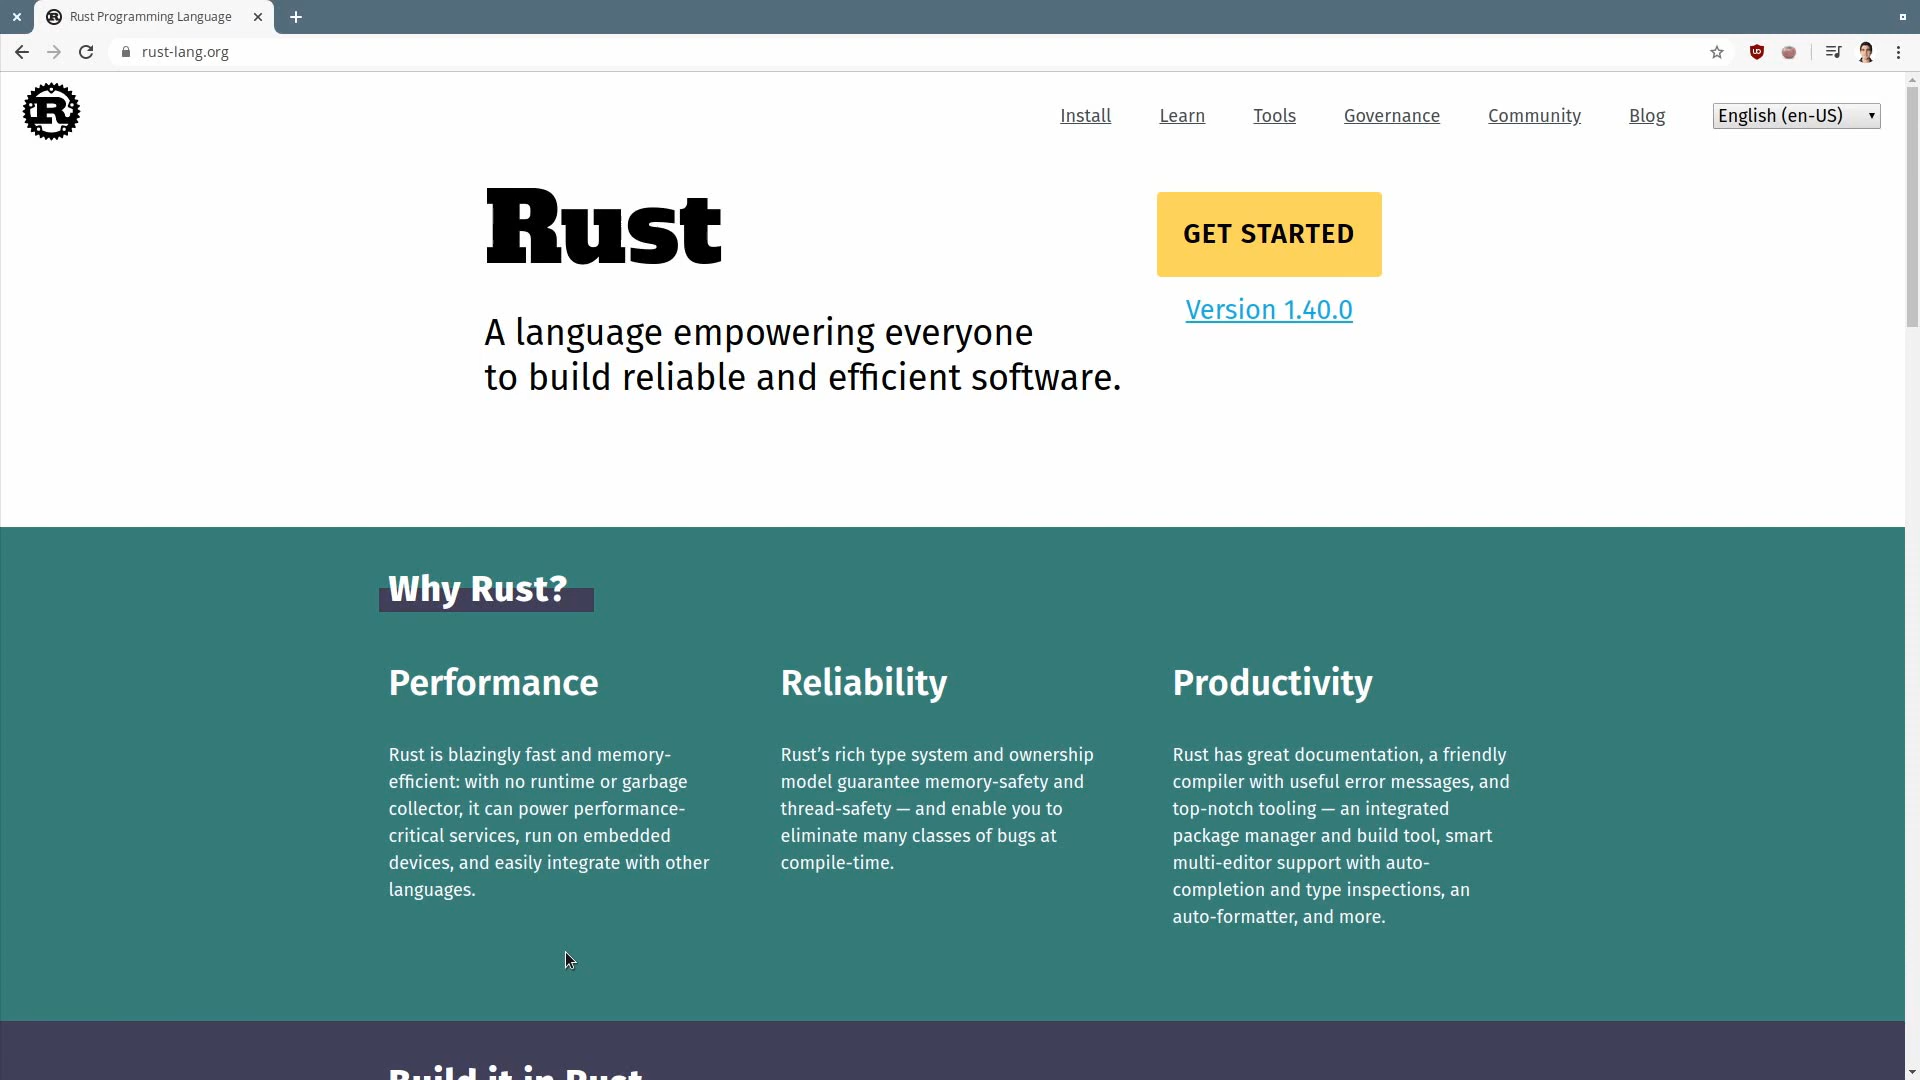 Rust Programming Language
rust-lang.org
Install Learn Tools Governance Community Blog English (en-US)
Rust
GET STARTED
Version 1.40.0
A language empowering everyone
to build reliable and efficient software.
Why Rust?
Performance
Rust is blazingly fast and memory-
efficient: with no runtime or garbage
collector, it can power performance-
critical services, run on embedded
devices, and easily integrate with other
languages.
Reliability
Rust’s rich type system and ownership
model guarantee memory-safety and
thread-safety — and enable you to
eliminate many classes of bugs at
compile-time.
Productivity
Rust has great documentation, a friendly
compiler with useful error messages, and
top-notch tooling — an integrated
package manager and build tool, smart
multi-editor support with auto-
completion and type inspections, an
auto-formatter, and more.
Build it in Rust